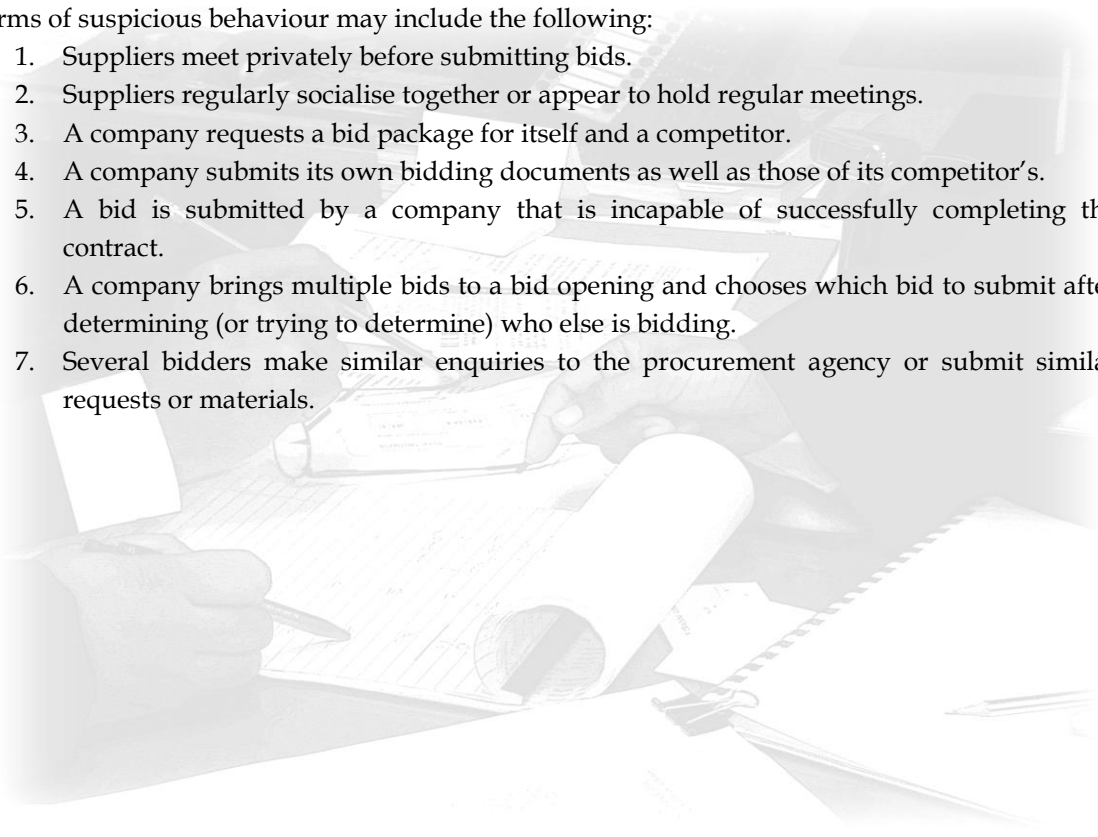 rms of suspicious behaviour may include the following:
1. Suppliers meet privately before submitting bids.
2. Suppliers regularly socialise together or appear to hold regular meetings.
3. A company requests a bid package for itself and a competitor.
4. A company submits its own bidding documents as well as those of its competitor’s.
5. A bid is submitted by a company that is incapable of successfully completing th
contract.
6. A company brings multiple bids to a bid opening and chooses which bid to submit afte
determining (or trying to determine) who else is bidding.
7. Several bidders make similar enquiries to the procurement agency or submit simila
requests or materials.